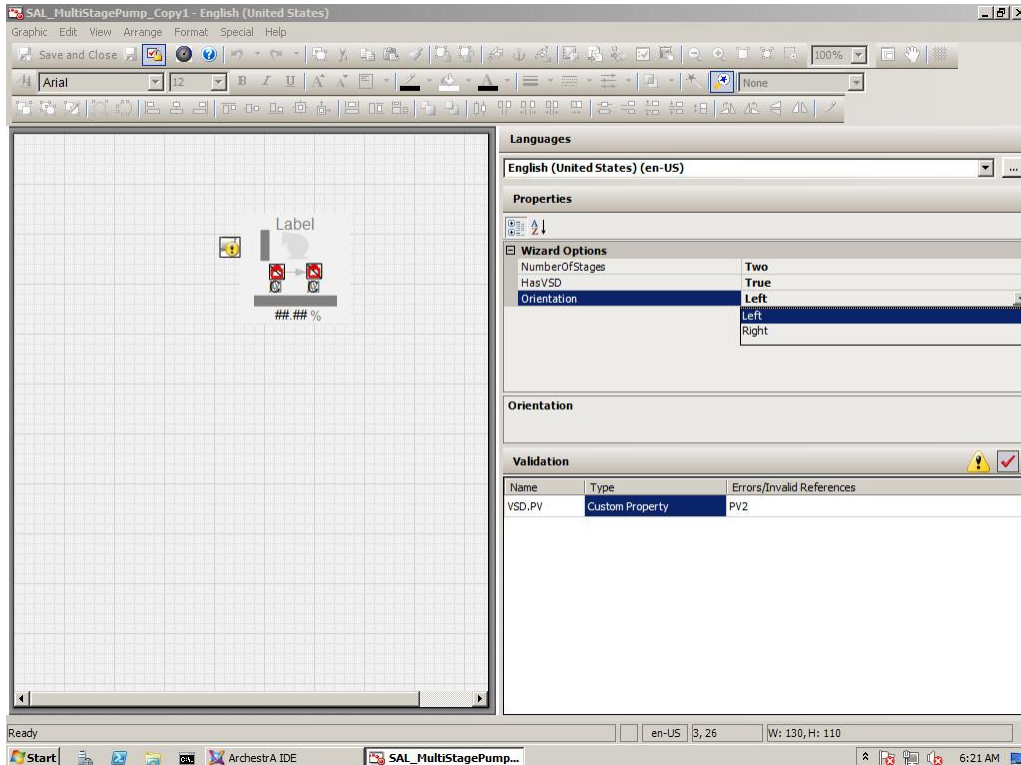 SAL_MultiStagePump_Copy1 - English (United States)
Graphic Edit View Arrange Format Special Help
Save and Close 100%
Arial 12 B I U A A A None
Languages
English (United States) (en-US) ...
Properties
Wizard Options
NumberOfStages Two
HasVSD True
Orientation Left
Left
Right
Label
##.## %
Orientation
Validation
Name Type Errors/Invalid References
VSD.PV Custom Property PV2
Ready en-US 3, 26 W: 130, H: 110
Start ArchestrA IDE SAL_MultiStagePump... 6:21 AM